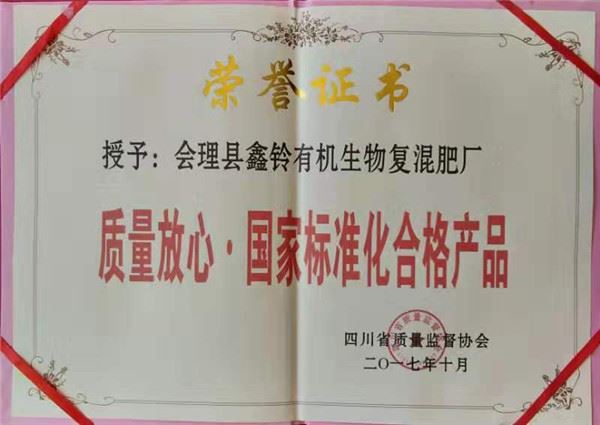 荣誉证书
授予：会理县鑫铃有机生物复混肥厂
质量放心·国家标准化合格产品
四川省质量监督协会
二〇一七年十月